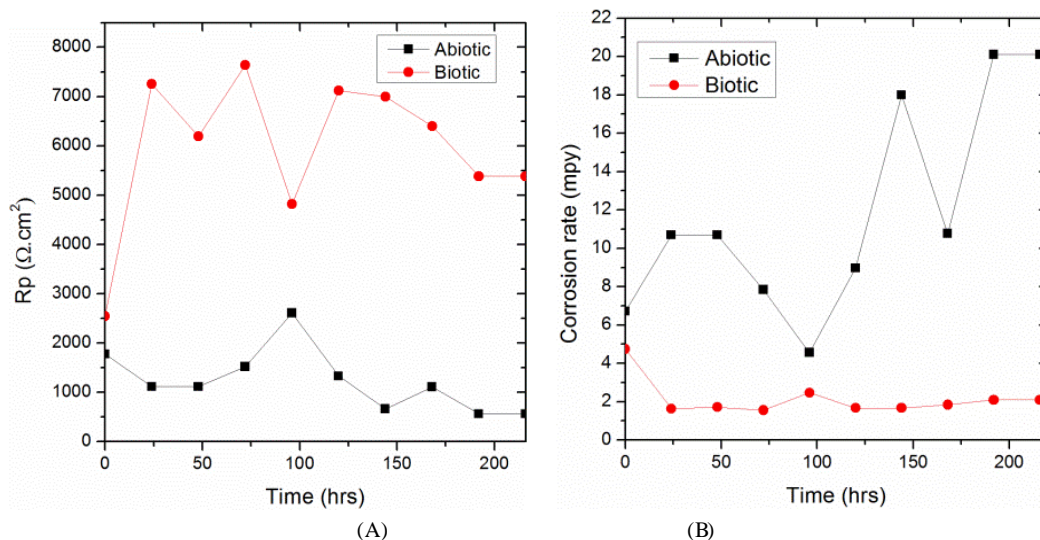 8000
7000
6000
5000
4000
3000
2000
1000
0
Rp (Ω.cm²)
Abiotic
Biotic
0 50 100 150 200
Time (hrs)
(A)
22
20
18
16
14
12
10
8
6
4
2
0
Corrosion rate (mpy)
Abiotic
Biotic
0 50 100 150 200
Time (hrs)
(B)